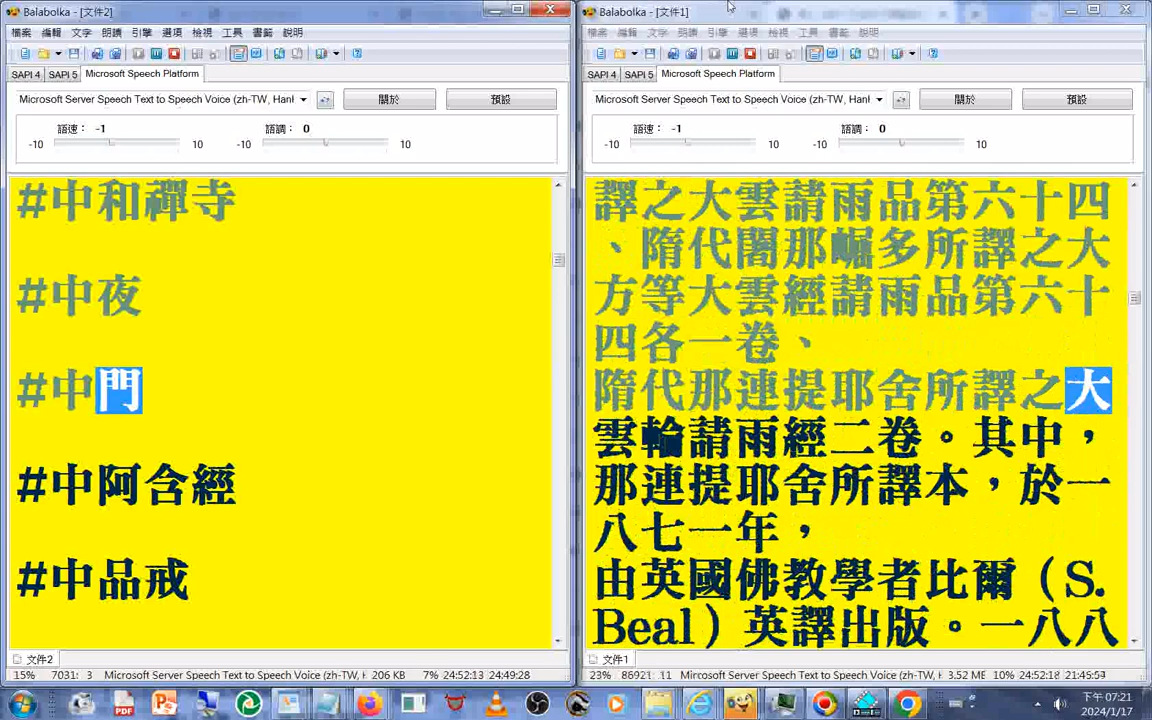 Balabolka - [文件2]
檔案 編輯 文字 朗讀 引擎 選項 檢視 工具 書籤 說明
SAPI 4 SAPI 5 Microsoft Speech Platform
Microsoft Server Speech Text to Speech Voice (zh-TW, Hanl
關於 預設
語速： -1 語調： 0
-10 10 -10 10
#中和禪寺
#中夜
#中門
#中阿含經
#中品戒
文件2
15% 7031: 3 Microsoft Server Speech Text to Speech Voice (zh-TW, H 206 KB 7% 24:52:13 24:49:28
Balabolka - [文件1]
檔案 編輯 文字 朗讀 引擎 選項 檢視 工具 書籤 說明
SAPI 4 SAPI 5 Microsoft Speech Platform
Microsoft Server Speech Text to Speech Voice (zh-TW, Hanl
關於 預設
語速： -1 語調： 0
-10 10 -10 10
譯之大雲請雨品第六十四
、隋代闍那崛多所譯之大
方等大雲經請雨品第六十
四各一卷、
隋代那連提耶舍所譯之大
雲輪請雨經二卷。其中，
那連提耶舍所譯本，於一
八七一年，
由英國佛教學者比爾（S.
Beal）英譯出版。一八八
文件1
23% 86921: 11 Microsoft Server Speech Text to Speech Voice (zh-TW, H 3.52 MB 10% 24:52:18 21:45:54
下午 07:21
2024/1/17